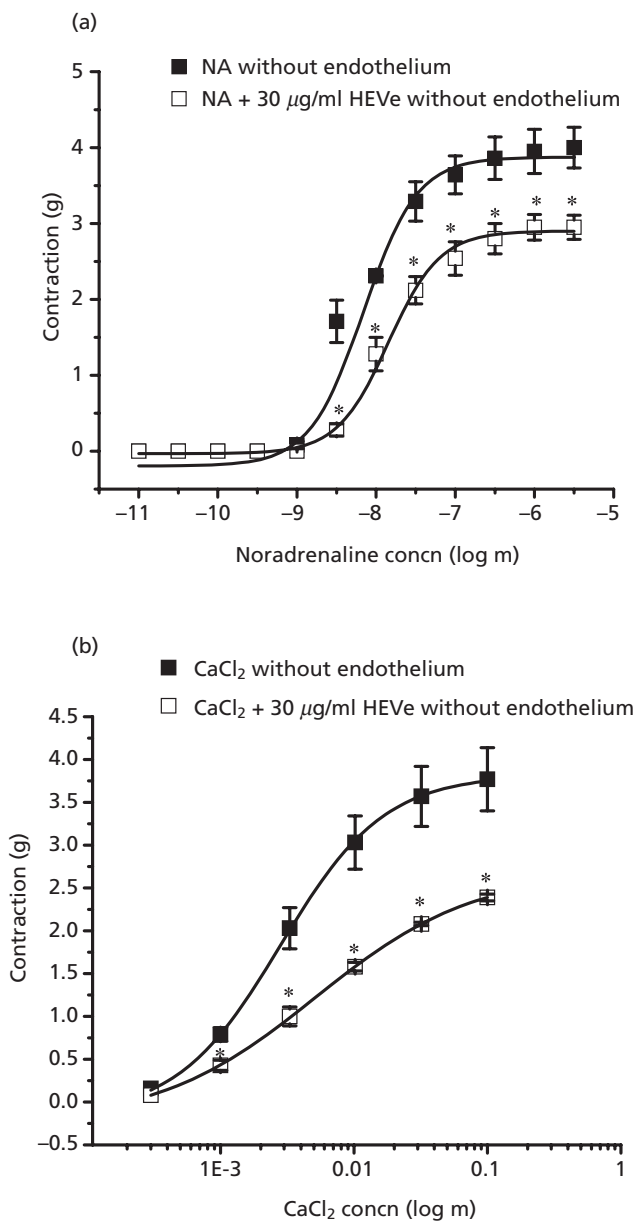 (a)
NA without endothelium
NA + 30 μg/ml HEVe without endothelium
5
4
3
2
1
0
Contraction (g)
* * * * * * *
–11 –10 –9 –8 –7 –6 –5
Noradrenaline concn (log m)
(b)
CaCl₂ without endothelium
CaCl₂ + 30 μg/ml HEVe without endothelium
4.5
4.0
3.5
3.0
2.5
2.0
1.5
1.0
0.5
0.0
–0.5
Contraction (g)
* * * * *
1E-3 0.01 0.1 1
CaCl₂ concn (log m)